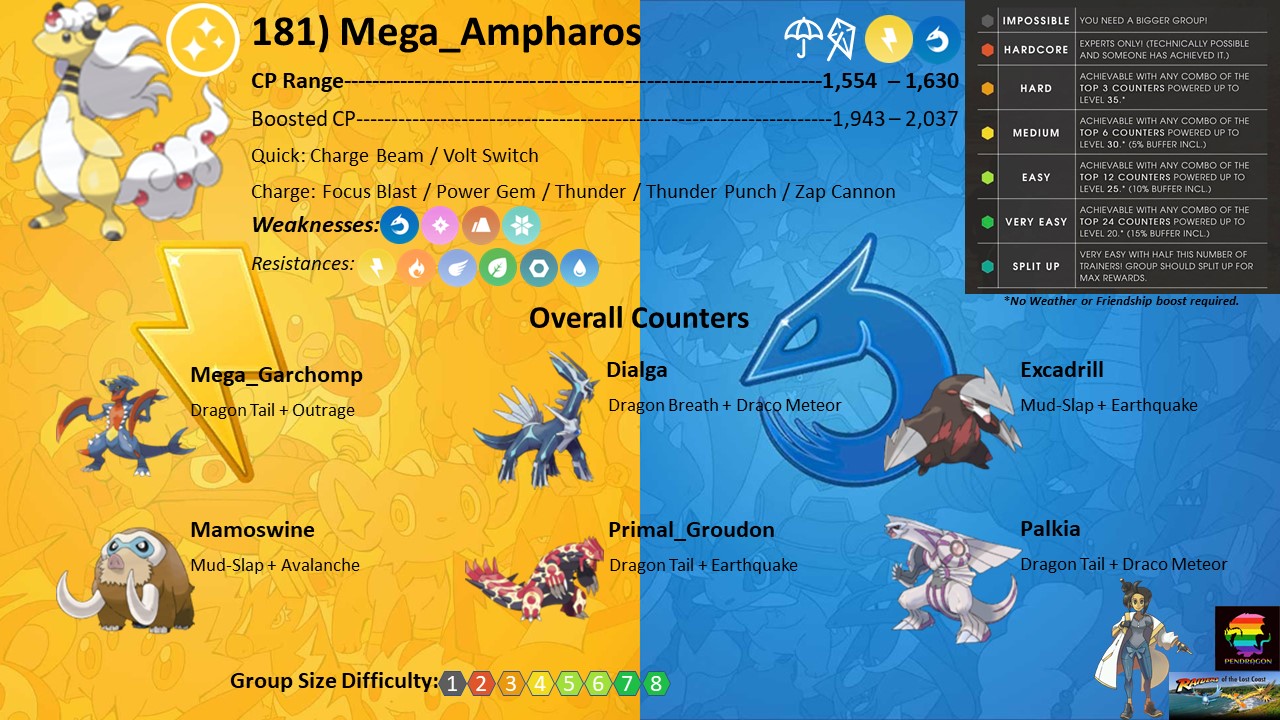 181) Mega_Ampharos
CP Range--------------------------------------------------------------------1,554 – 1,630
Boosted CP--------------------------------------------------------------------1,943 – 2,037
Quick: Charge Beam / Volt Switch
Charge: Focus Blast / Power Gem / Thunder / Thunder Punch / Zap Cannon
Weaknesses:
Resistances:
IMPOSSIBLE YOU NEED A BIGGER GROUP!
HARDCORE EXPERTS ONLY! (TECHNICALLY POSSIBLE
AND SOMEONE HAS ACHIEVED IT.)
HARD ACHIEVABLE WITH ANY COMBO OF THE
TOP 3 COUNTERS POWERED UP TO
LEVEL 35.*
MEDIUM ACHIEVABLE WITH ANY COMBO OF THE
TOP 6 COUNTERS POWERED UP TO
LEVEL 30.* (5% BUFFER INCL.)
EASY ACHIEVABLE WITH ANY COMBO OF THE
TOP 12 COUNTERS POWERED UP TO
LEVEL 25.* (10% BUFFER INCL.)
VERY EASY ACHIEVABLE WITH ANY COMBO OF THE
TOP 24 COUNTERS POWERED UP TO
LEVEL 20.* (15% BUFFER INCL.)
SPLIT UP VERY EASY WITH HALF THIS NUMBER OF
TRAINERS! GROUP SHOULD SPLIT UP FOR
MAX REWARDS.
*No Weather or Friendship boost required.
Overall Counters
Mega_Garchomp
Dragon Tail + Outrage
Dialga
Dragon Breath + Draco Meteor
Excadrill
Mud-Slap + Earthquake
Mamoswine
Mud-Slap + Avalanche
Primal_Groudon
Dragon Tail + Earthquake
Palkia
Dragon Tail + Draco Meteor
Group Size Difficulty: 1 2 3 4 5 6 7 8
PENDRAGON
RAIDERS of the Lost Coast